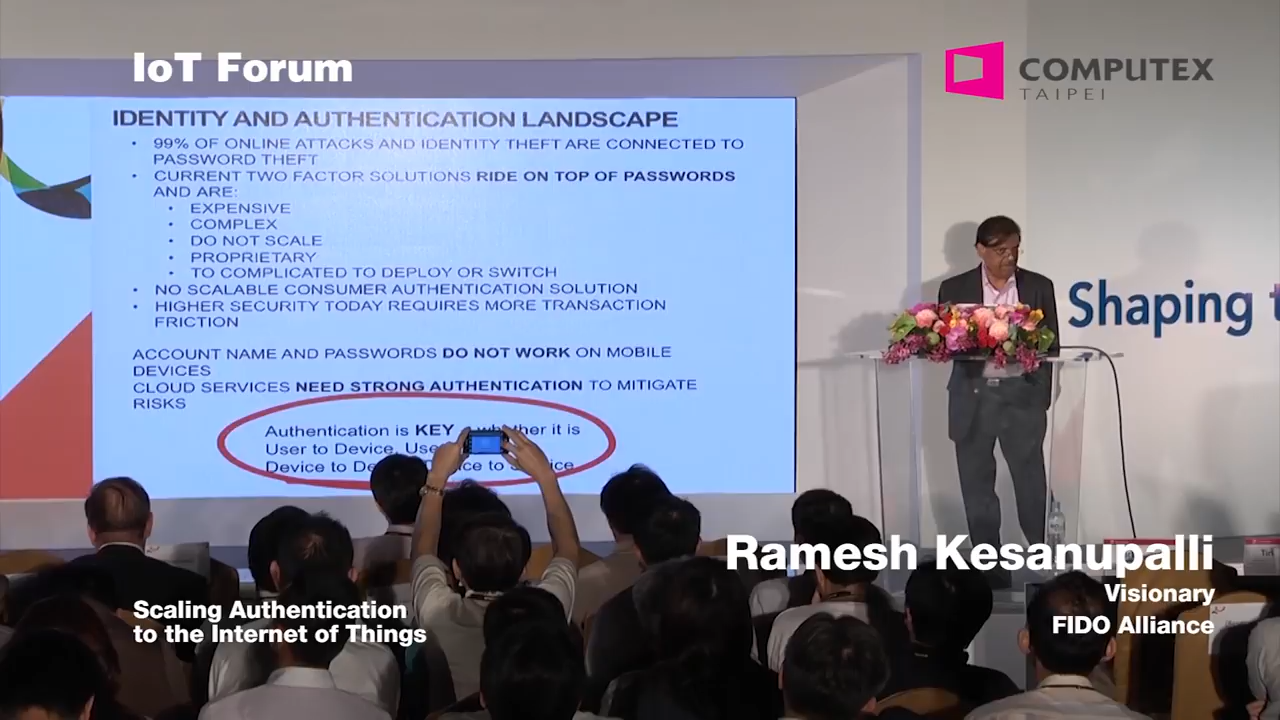 IoT Forum
COMPUTEX
TAIPEI
IDENTITY AND AUTHENTICATION LANDSCAPE
• 99% OF ONLINE ATTACKS AND IDENTITY THEFT ARE CONNECTED TO
PASSWORD THEFT
• CURRENT TWO FACTOR SOLUTIONS RIDE ON TOP OF PASSWORDS
AND ARE:
• EXPENSIVE
• COMPLEX
• DO NOT SCALE
• PROPRIETARY
• TO COMPLICATED TO DEPLOY OR SWITCH
• NO SCALABLE CONSUMER AUTHENTICATION SOLUTION
• HIGHER SECURITY TODAY REQUIRES MORE TRANSACTION
FRICTION
ACCOUNT NAME AND PASSWORDS DO NOT WORK ON MOBILE
DEVICES
CLOUD SERVICES NEED STRONG AUTHENTICATION TO MITIGATE
RISKS
Authentication is KEY it is
User to Device,
Device to to
Shaping
Ramesh Kesanupalli
Visionary
FIDO Alliance
Scaling Authentication
to the Internet of Things